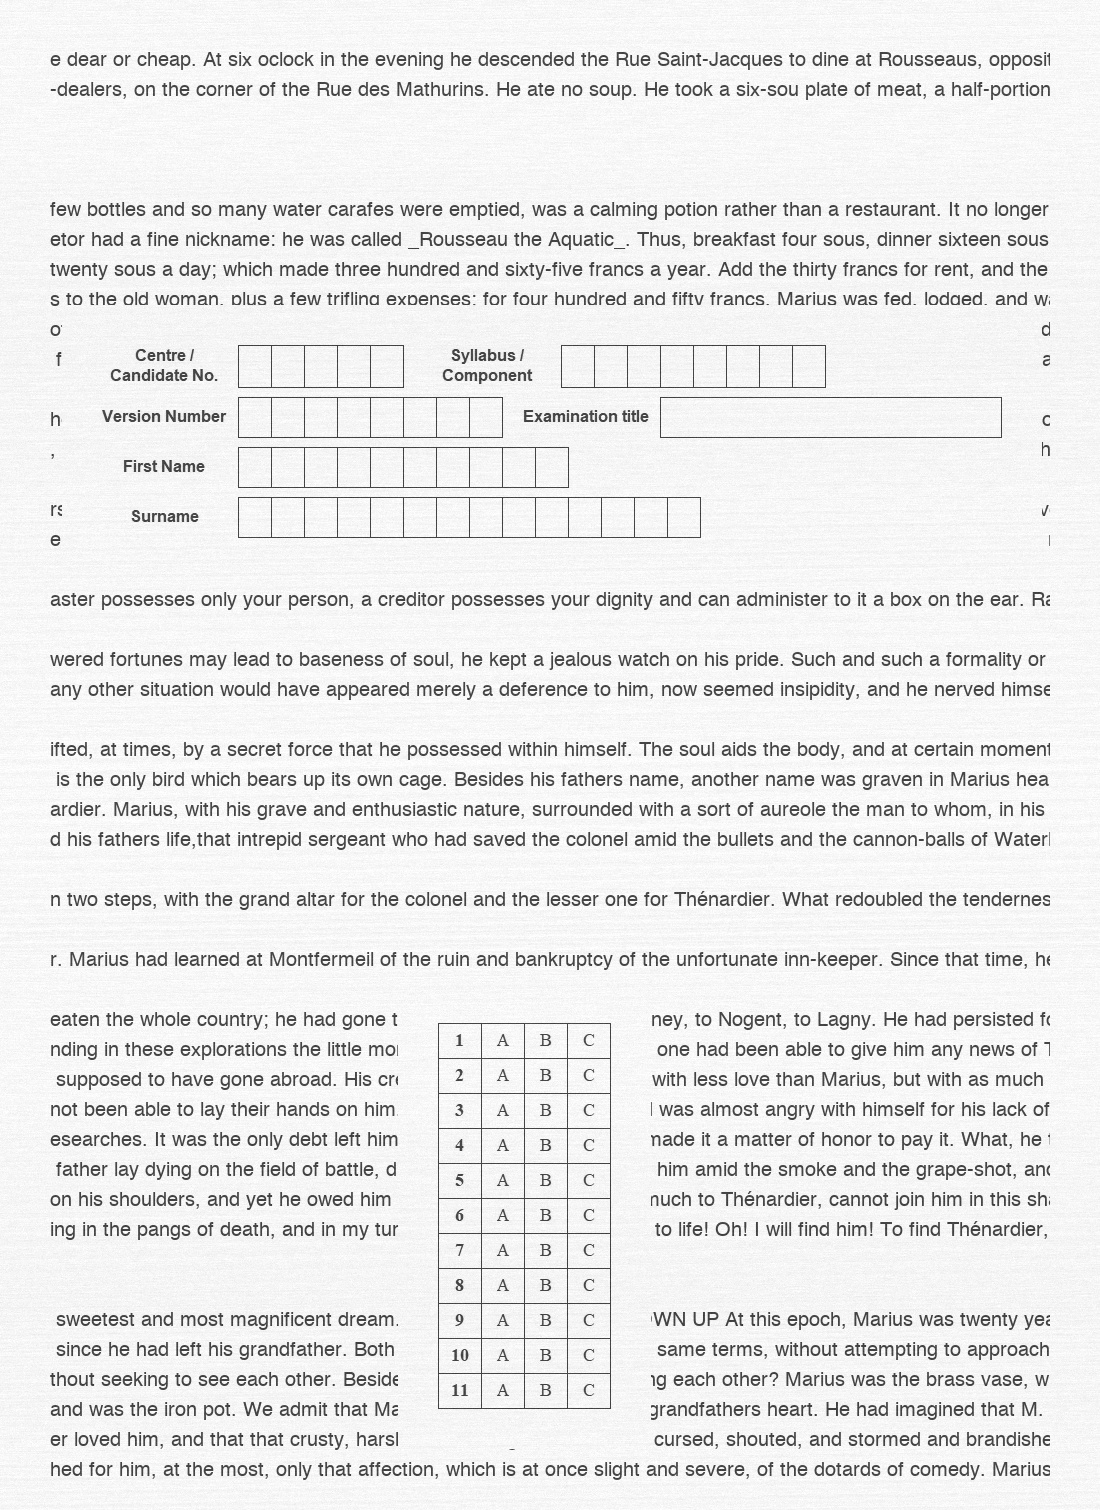 e dear or cheap. At six oclock in the evening he descended the Rue Saint-Jacques to dine at Rousseaus, opposit
-dealers, on the corner of the Rue des Mathurins. He ate no soup. He took a six-sou plate of meat, a half-portion
few bottles and so many water carafes were emptied, was a calming potion rather than a restaurant. It no longer
etor had a fine nickname: he was called _Rousseau the Aquatic_. Thus, breakfast four sous, dinner sixteen sous
twenty sous a day; which made three hundred and sixty-five francs a year. Add the thirty francs for rent, and the
s to the old woman, plus a few trifling expenses; for four hundred and fifty francs, Marius was fed, lodged, and
Centre / Candidate No. Syllabus / Component
Version Number Examination title
First Name
Surname
aster possesses only your person, a creditor possesses your dignity and can administer to it a box on the ear. Ra
wered fortunes may lead to baseness of soul, he kept a jealous watch on his pride. Such and such a formality or
any other situation would have appeared merely a deference to him, now seemed insipidity, and he nerved himse
ifted, at times, by a secret force that he possessed within himself. The soul aids the body, and at certain moment
is the only bird which bears up its own cage. Besides his fathers name, another name was graven in Marius hea
ardier. Marius, with his grave and enthusiastic nature, surrounded with a sort of aureole the man to whom, in his
d his fathers life,that intrepid sergeant who had saved the colonel amid the bullets and the cannon-balls of Waterl
n two steps, with the grand altar for the colonel and the lesser one for Thénardier. What redoubled the tendernes
r. Marius had learned at Montfermeil of the ruin and bankruptcy of the unfortunate inn-keeper. Since that time, he
eaten the whole country; he had gone t ney, to Nogent, to Lagny. He had persisted fo
nding in these explorations the little mo one had been able to give him any news of T
supposed to have gone abroad. His cre with less love than Marius, but with as much
not been able to lay their hands on him. was almost angry with himself for his lack of
esearches. It was the only debt left him made it a matter of honor to pay it. What, he t
father lay dying on the field of battle, d him amid the smoke and the grape-shot, and
on his shoulders, and yet he owed him much to Thénardier, cannot join him in this sha
ing in the pangs of death, and in my tur to life! Oh! I will find him! To find Thénardier,
sweetest and most magnificent dream. OWN UP At this epoch, Marius was twenty yea
since he had left his grandfather. Both same terms, without attempting to approach
thout seeking to see each other. Beside ng each other? Marius was the brass vase, w
and was the iron pot. We admit that Ma grandfathers heart. He had imagined that M.
er loved him, and that that crusty, harsh cursed, shouted, and stormed and brandishe
1 A B C
2 A B C
3 A B C
4 A B C
5 A B C
6 A B C
7 A B C
8 A B C
9 A B C
10 A B C
11 A B C
hed for him, at the most, only that affection, which is at once slight and severe, of the dotards of comedy. Marius